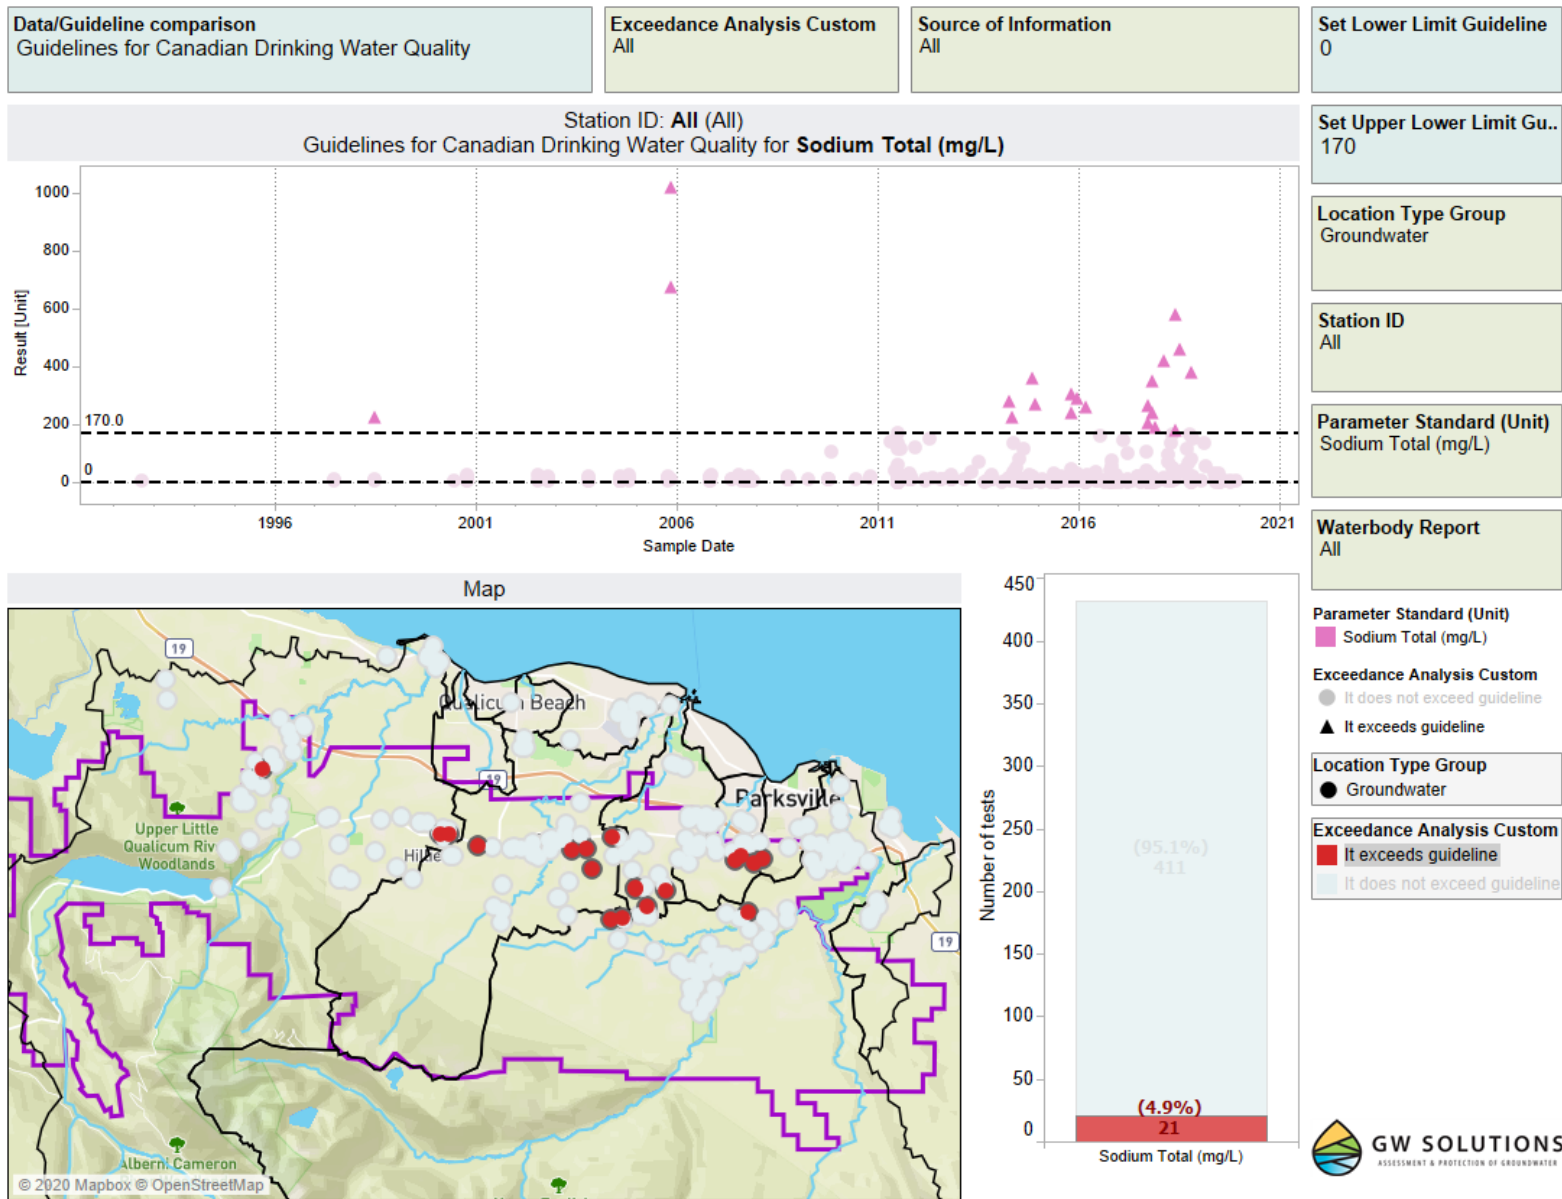 Data/Guideline comparison
Guidelines for Canadian Drinking Water Quality
Exceedance Analysis Custom
All
Source of Information
All
Set Lower Limit Guideline
0
Station ID: All (All)
Guidelines for Canadian Drinking Water Quality for Sodium Total (mg/L)
Set Upper Lower Limit Gu..
170
Location Type Group
Groundwater
Station ID
All
Parameter Standard (Unit)
Sodium Total (mg/L)
Waterbody Report
All
Result [Unit]
1000
800
600
400
200
0
170.0
0
1996
2001
2006
2011
2016
2021
Sample Date
Map
19
Qualicum Beach
19
Parksville
Upper Little
Qualicum Riv
Woodlands
19
Alberni Cameron
© 2020 Mapbox © OpenStreetMap
Number of tests
450
400
350
300
250
200
150
100
50
0
(95.1%)
411
(4.9%)
21
Sodium Total (mg/L)
Parameter Standard (Unit)
Sodium Total (mg/L)
Exceedance Analysis Custom
It does not exceed guideline
It exceeds guideline
Location Type Group
Groundwater
Exceedance Analysis Custom
It exceeds guideline
It does not exceed guideline
GW SOLUTIONS
ASSESSMENT & PROTECTION OF GROUNDWATER